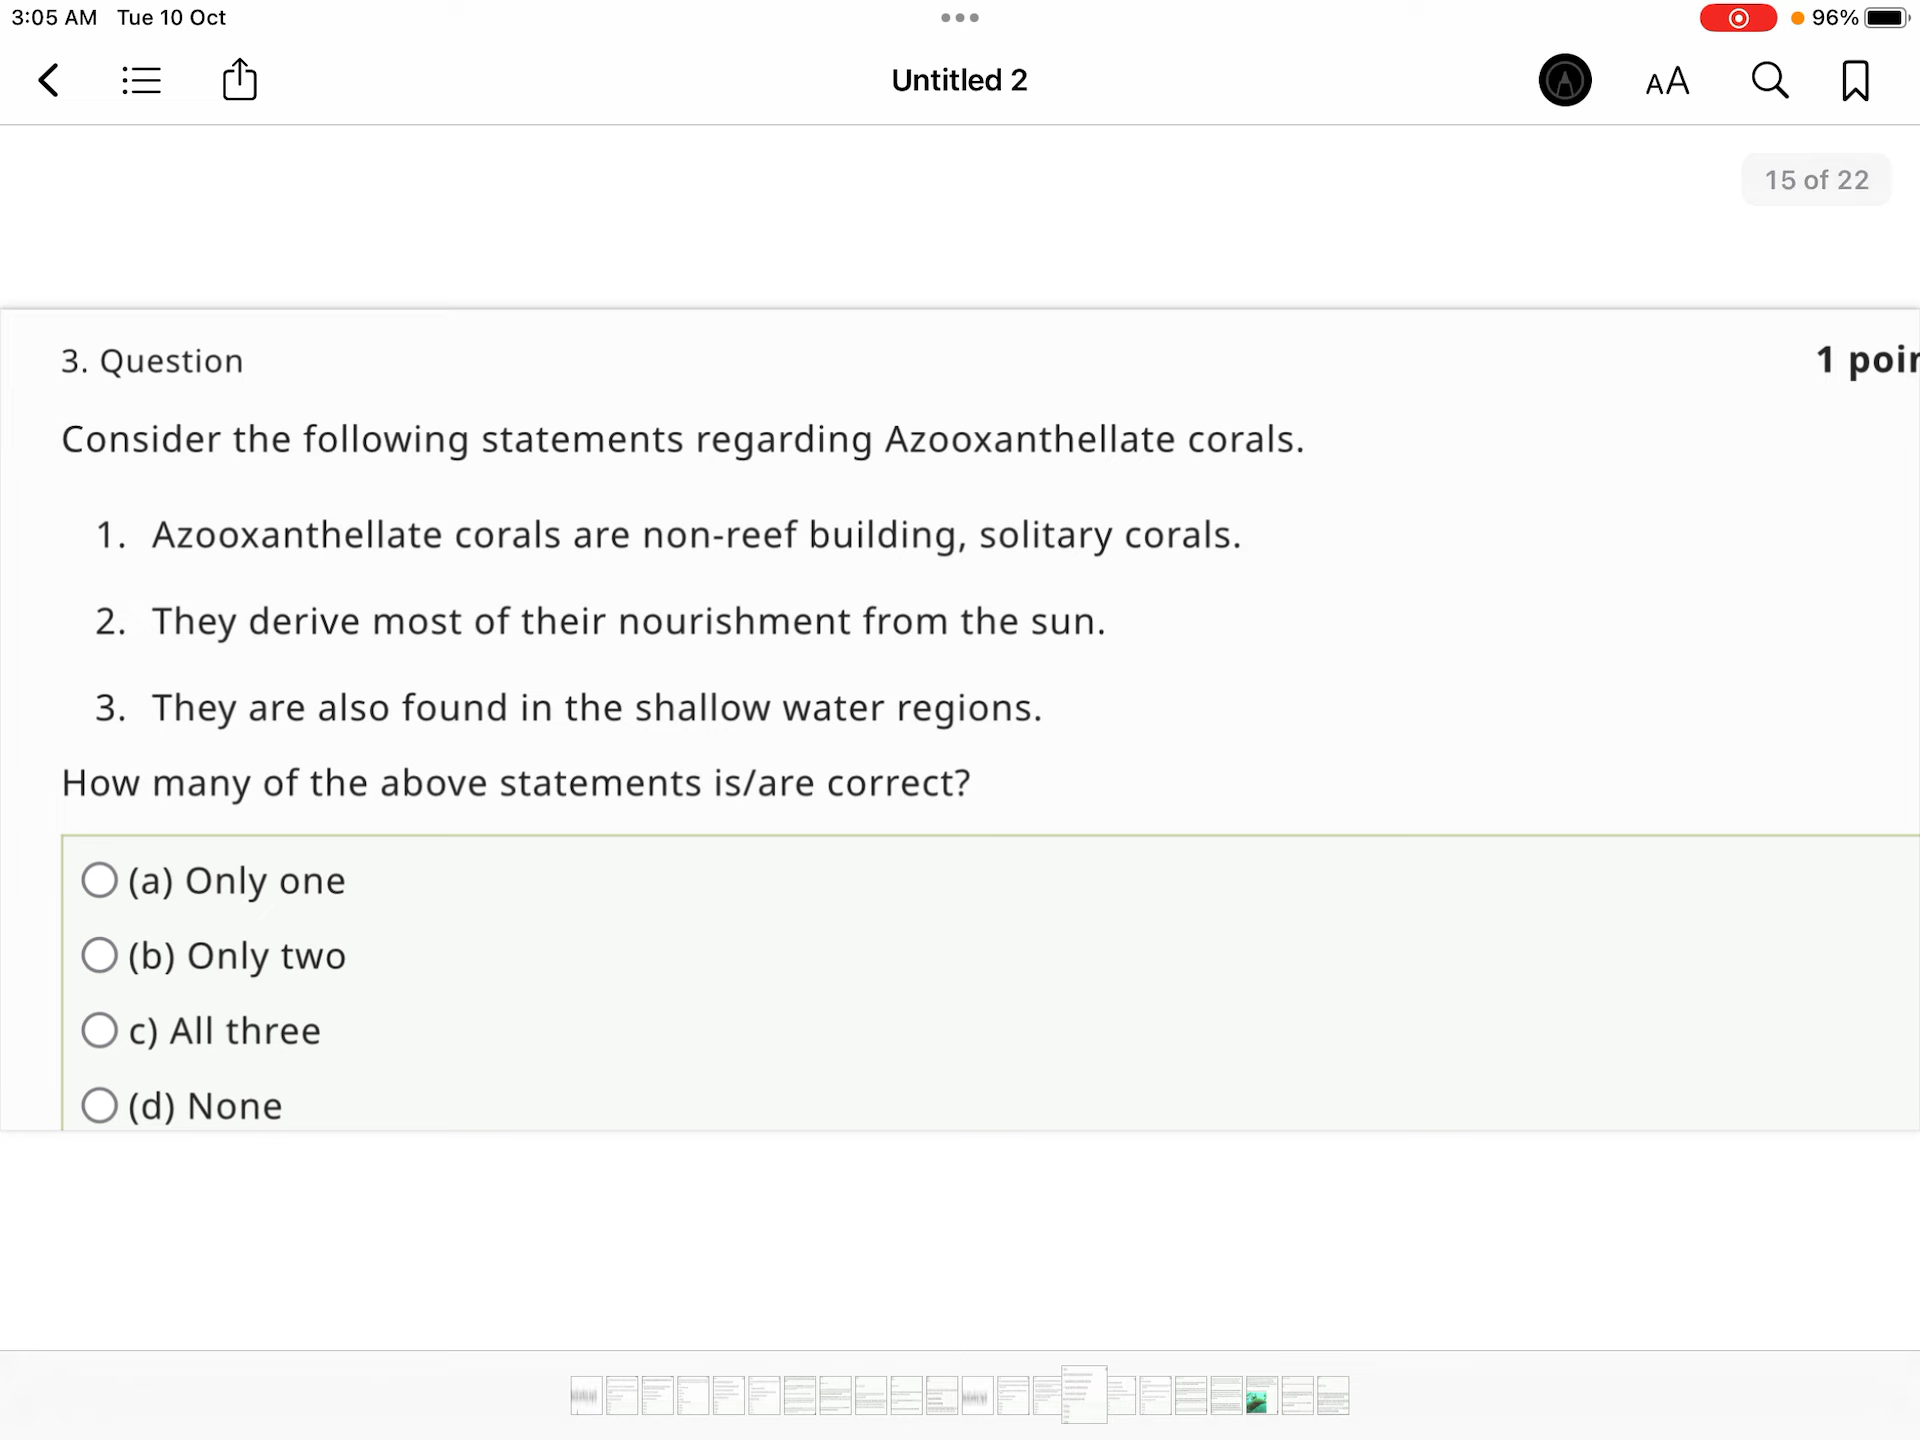 3:05 AM Tue 10 Oct
96%
Untitled 2
AA
15 of 22
3. Question
1 poin
Consider the following statements regarding Azooxanthellate corals.
1. Azooxanthellate corals are non-reef building, solitary corals.
2. They derive most of their nourishment from the sun.
3. They are also found in the shallow water regions.
How many of the above statements is/are correct?
(a) Only one
(b) Only two
c) All three
(d) None